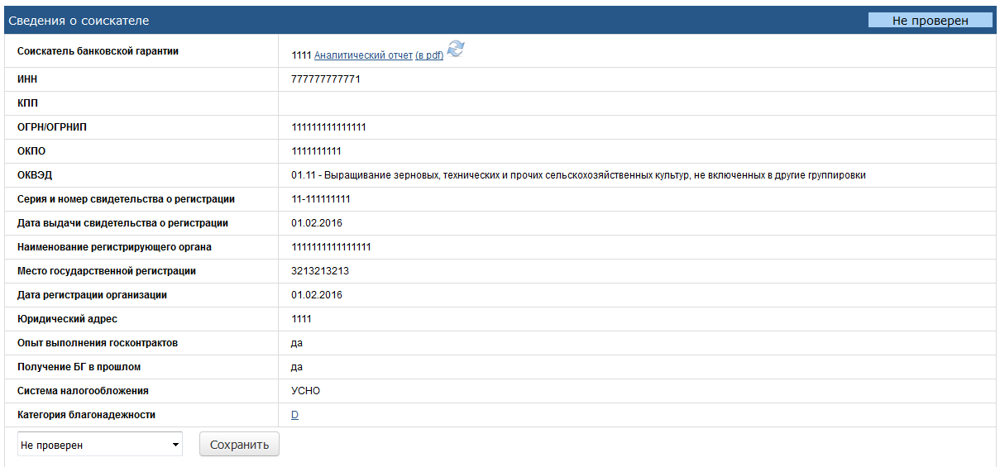 Сведения о соискателе Не проверен
Соискатель банковской гарантии 1111 Аналитический отчет (в pdf)
ИНН 777777777771
КПП
ОГРН/ОГРНИП 111111111111111
ОКПО 1111111111
ОКВЭД 01.11 - Выращивание зерновых, технических и прочих сельскохозяйственных культур, не включенных в другие группировки
Серия и номер свидетельства о регистрации 11-111111111
Дата выдачи свидетельства о регистрации 01.02.2016
Наименование регистрирующего органа 1111111111111111
Место государственной регистрации 3213213213
Дата регистрации организации 01.02.2016
Юридический адрес 1111
Опыт выполнения госконтрактов да
Получение БГ в прошлом да
Система налогообложения УСНО
Категория благонадежности D
Не проверен Сохранить